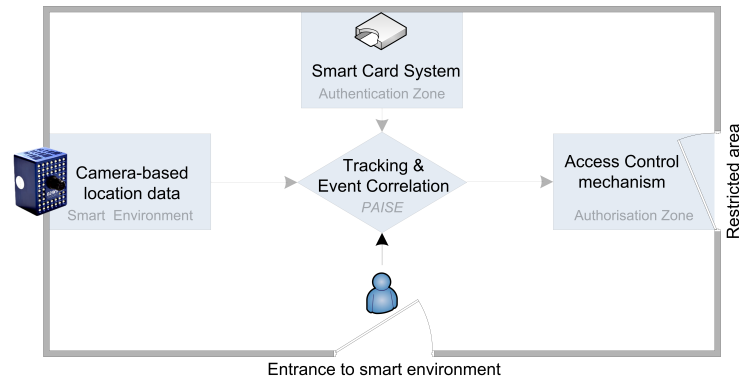 Smart Card System
Authentication Zone
Camera-based
location data
Smart Environment
Tracking &
Event Correlation
PAISE
Access Control
mechanism
Authorisation Zone
Restricted area
Entrance to smart environment